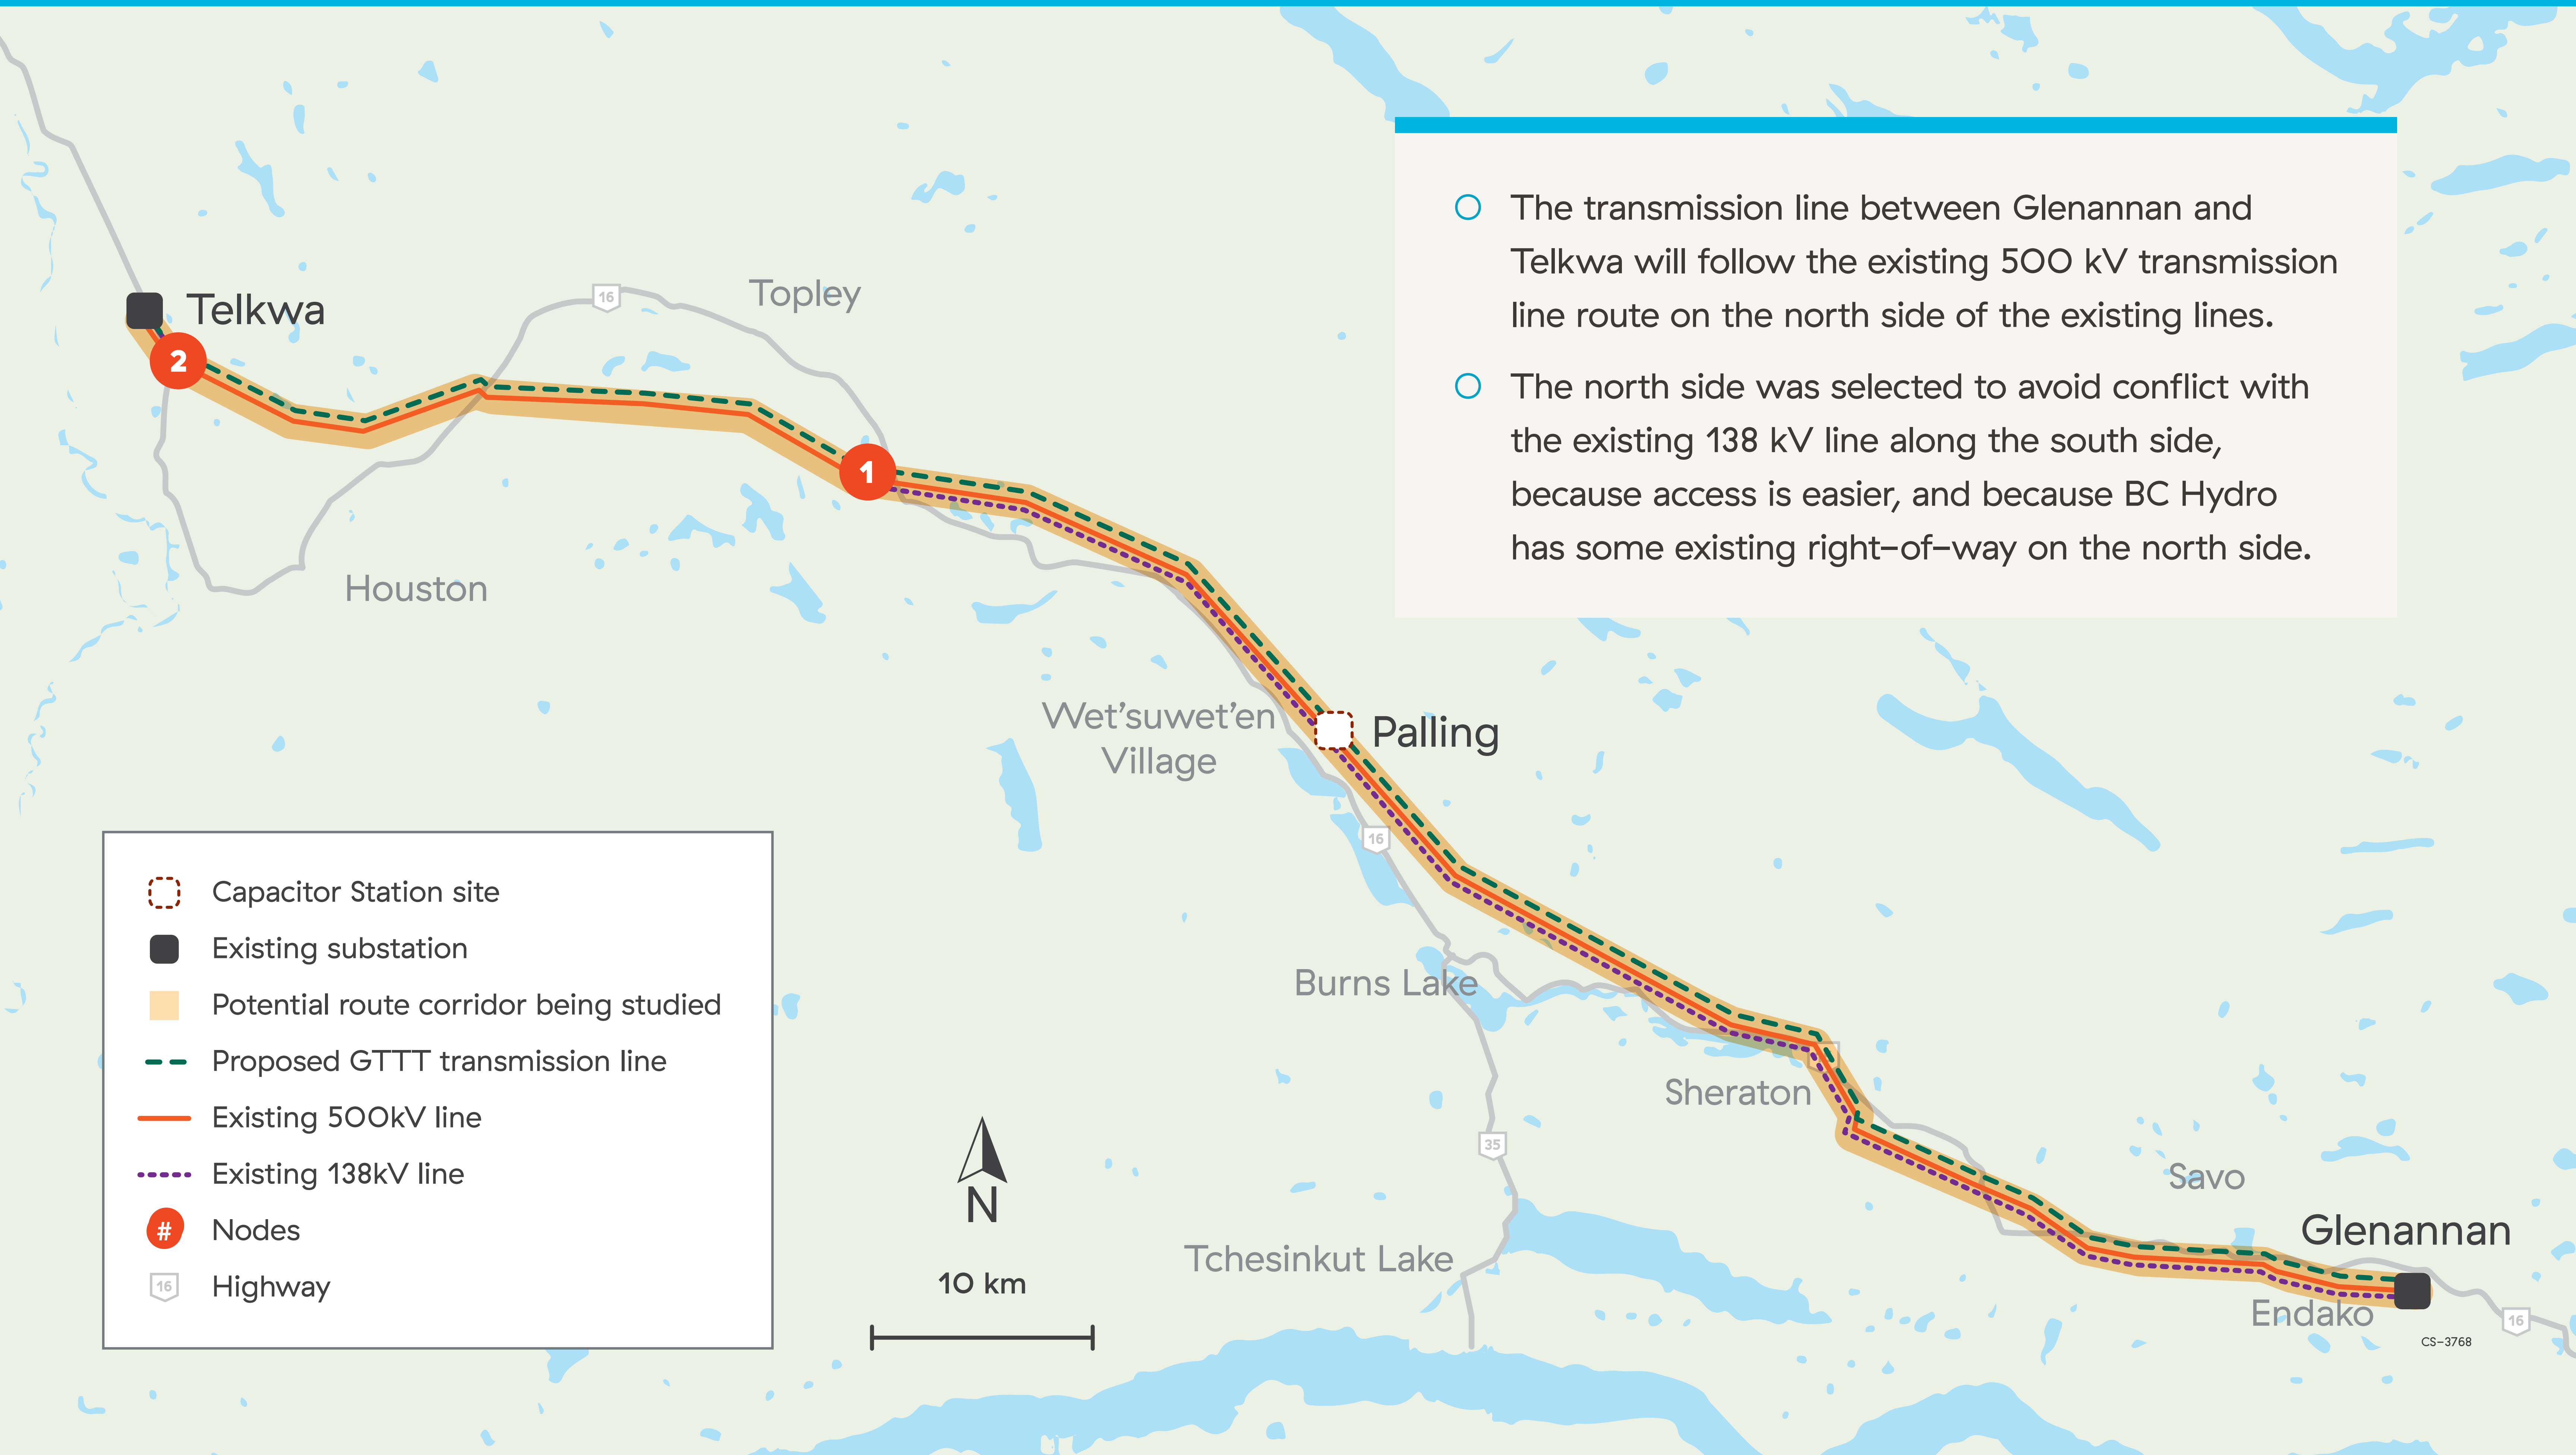 The transmission line between Glenannan and
Telkwa will follow the existing 500 kV transmission
line route on the north side of the existing lines.
The north side was selected to avoid conflict with
the existing 138 kV line along the south side,
because access is easier, and because BC Hydro
has some existing right-of-way on the north side.
16
Topley
Telkwa
2
1
Houston
Wet'suwet'en
Village
Palling
16
Burns Lake
Sheraton
35
Savo
Glenannan
Tchesinkut Lake
Endako
16
CS-3768
Capacitor Station site
Existing substation
Potential route corridor being studied
Proposed GTTT transmission line
Existing 500kV line
Existing 138kV line
# Nodes
16 Highway
N
10 km